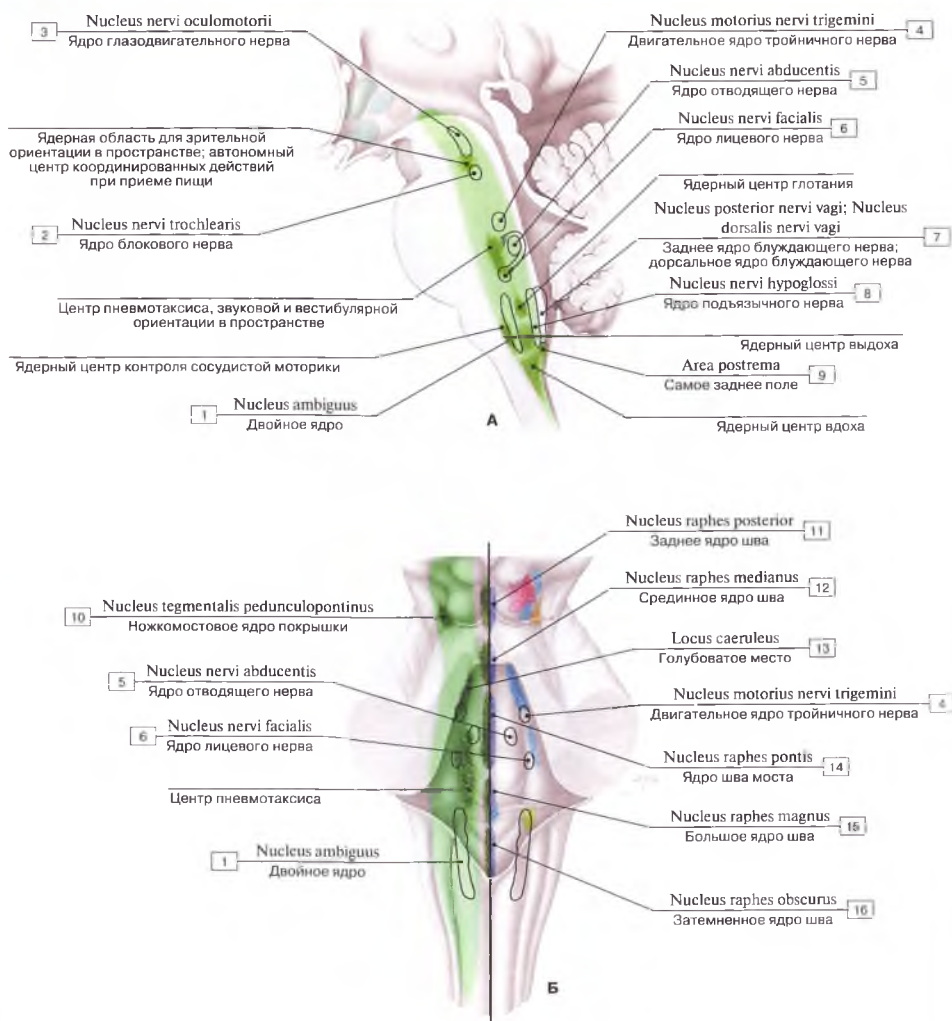 3 Nucleus nervi oculomotorii
Ядро глазодвигательного нерва
Ядерная область для зрительной
ориентации в пространстве; автономный
центр координированных действий
при приеме пищи
2 Nucleus nervi trochlearis
Ядро блокового нерва
Центр пневмотаксиса, звуковой и вестибулярной
ориентации в пространстве
Ядерный центр контроля сосудистой моторики
1 Nucleus ambiguus
Двойное ядро
Nucleus motorius nervi trigemini 4
Двигательное ядро тройничного нерва
Nucleus nervi abducentis 5
Ядро отводящего нерва
Nucleus nervi facialis 6
Ядро лицевого нерва
Ядерный центр глотания
Nucleus posterior nervi vagi; Nucleus
dorsalis nervi vagi 7
Заднее ядро блуждающего нерва;
дорсальное ядро блуждающего нерва
Nucleus nervi hypoglossi 8
Ядро подъязычного нерва
Ядерный центр выдоха
Area postrema 9
Самое заднее поле
Ядерный центр вдоха
А
10 Nucleus tegmentalis pedunculopontinus
Ножкомостовое ядро покрышки
5 Nucleus nervi abducentis
Ядро отводящего нерва
6 Nucleus nervi facialis
Ядро лицевого нерва
Центр пневмотаксиса
1 Nucleus ambiguus
Двойное ядро
Nucleus raphes posterior 11
Заднее ядро шва
Nucleus raphes medianus 12
Срединное ядро шва
Locus caeruleus 13
Голубоватое место
Nucleus motorius nervi trigemini 4
Двигательное ядро тройничного нерва
Nucleus raphes pontis 14
Ядро шва моста
Nucleus raphes magnus 15
Большое ядро шва
Nucleus raphes obscurus 16
Затемненное ядро шва
Б